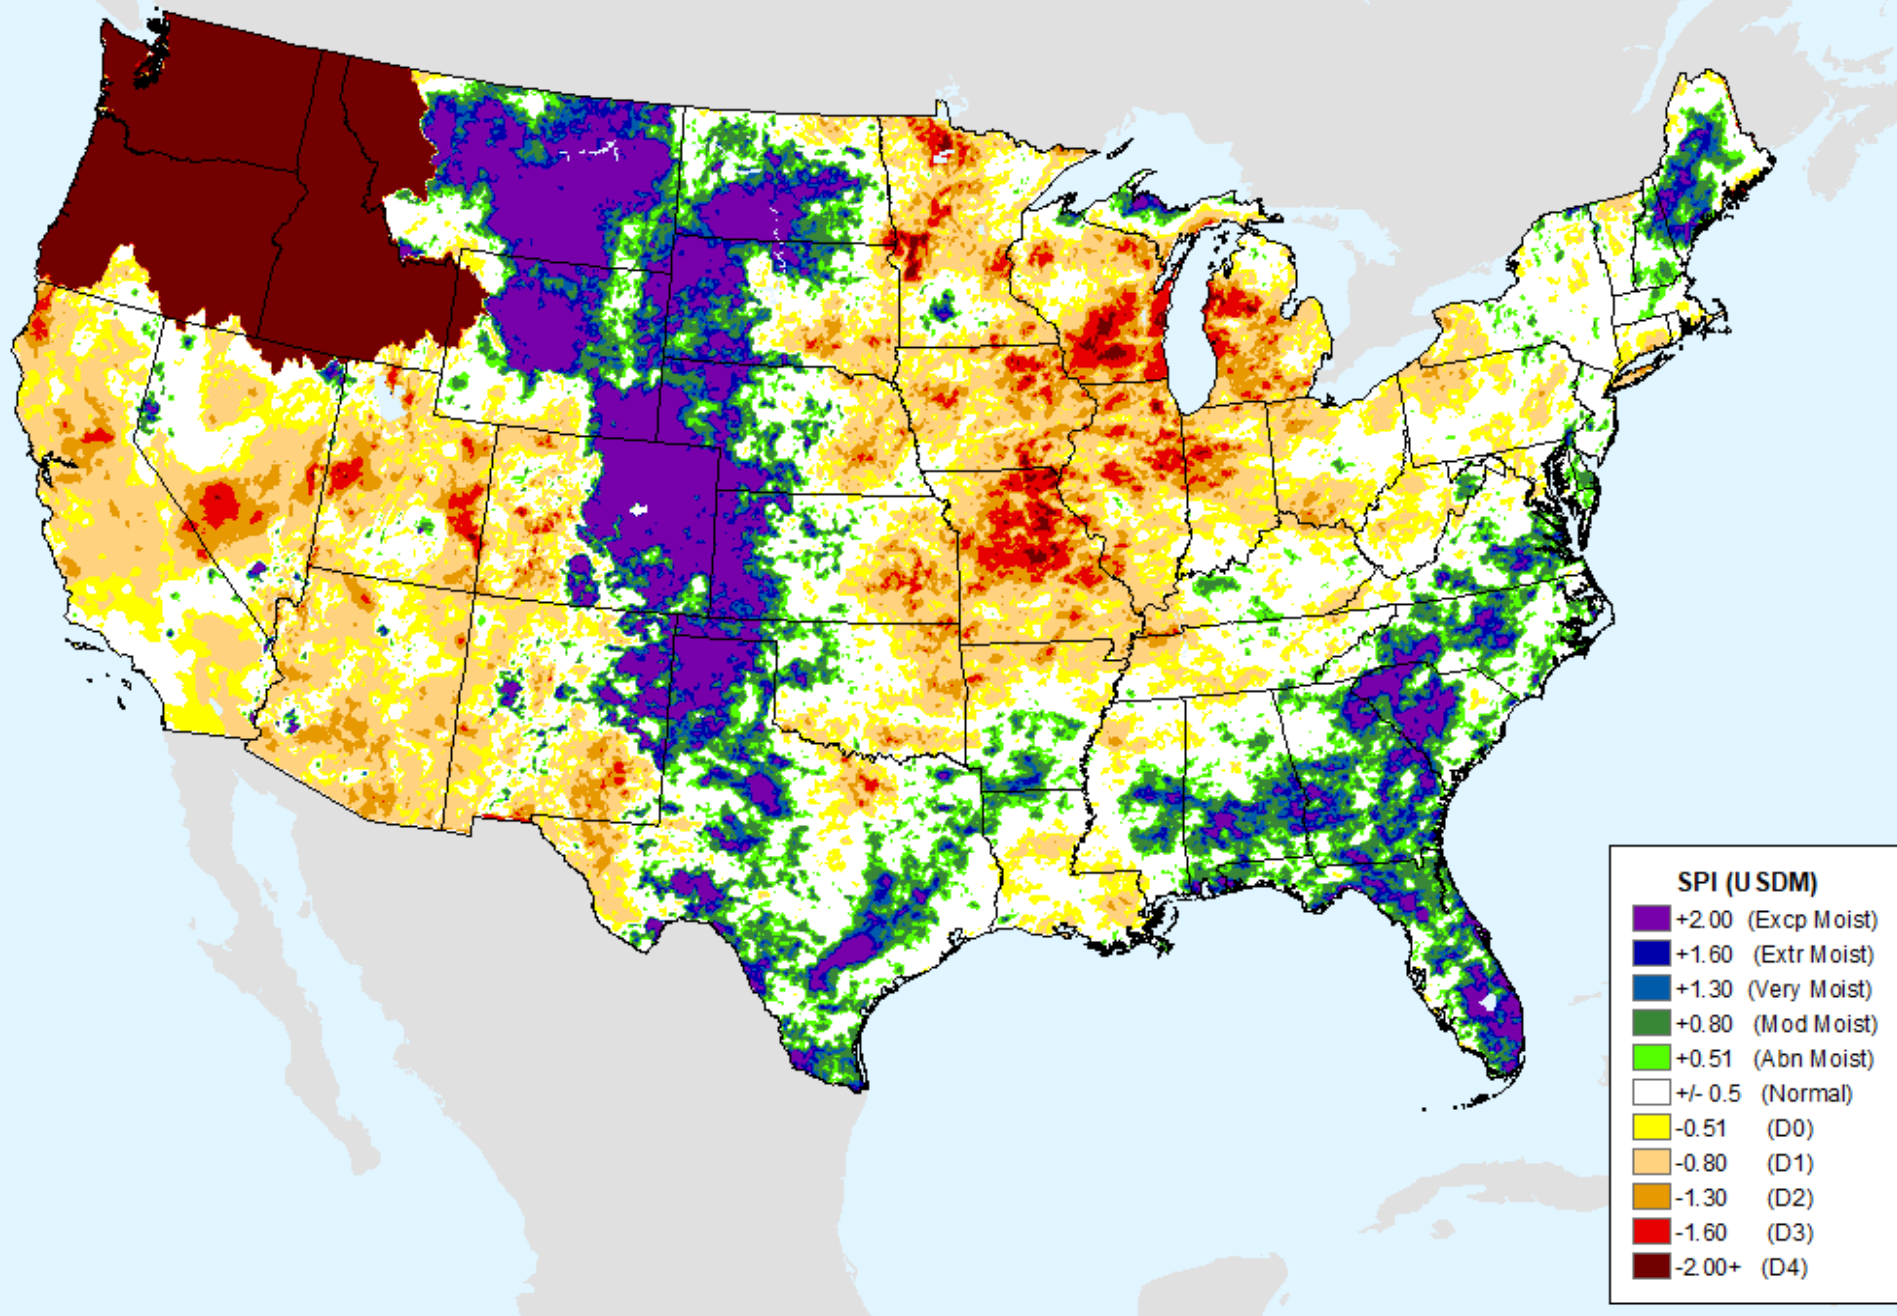 SPI (USDM)
+2.00 (Excp Moist)
+1.60 (Extr Moist)
+1.30 (Very Moist)
+0.80 (Mod Moist)
+0.51 (Abn Moist)
+/- 0.5 (Normal)
-0.51 (D0)
-0.80 (D1)
-1.30 (D2)
-1.60 (D3)
-2.00+ (D4)